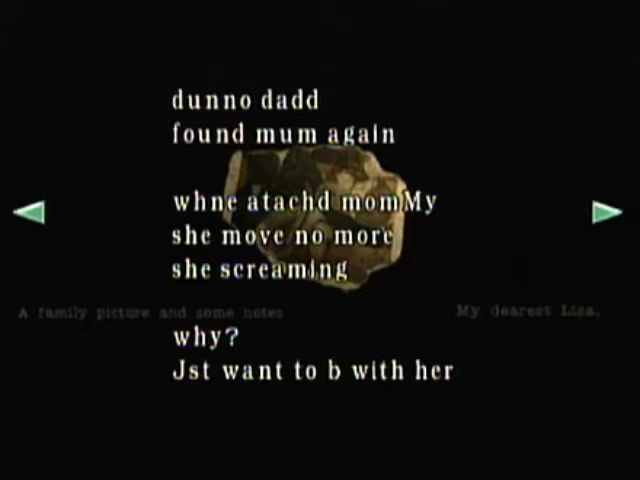 dunno dadd
found mum again
whne atachd momMy
she move no more
she screaming
A family picture and some notes
My dearest Lisa.
why?
Jst want to b with her